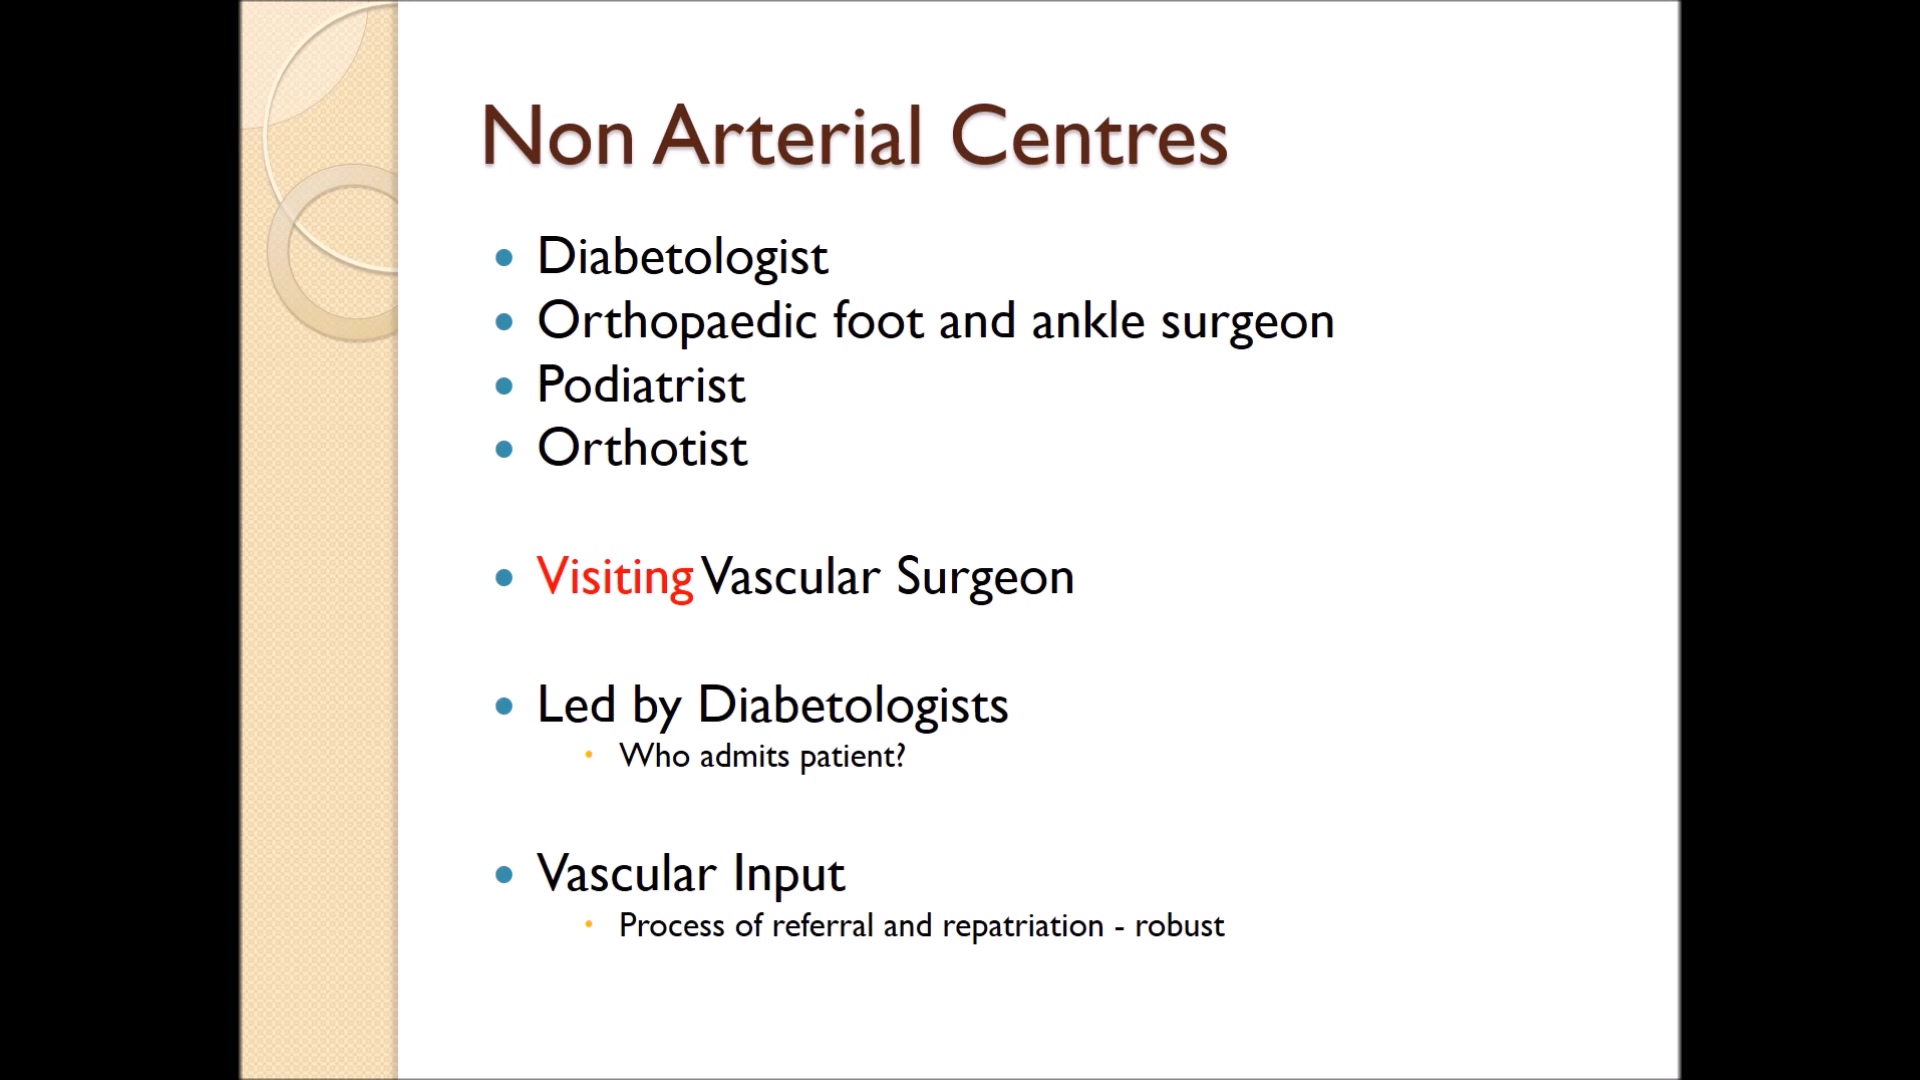 Non Arterial Centres
Diabetologist
Orthopaedic foot and ankle surgeon
Podiatrist
Orthotist
Visiting Vascular Surgeon
Led by Diabetologists
Who admits patient?
Vascular Input
Process of referral and repatriation - robust